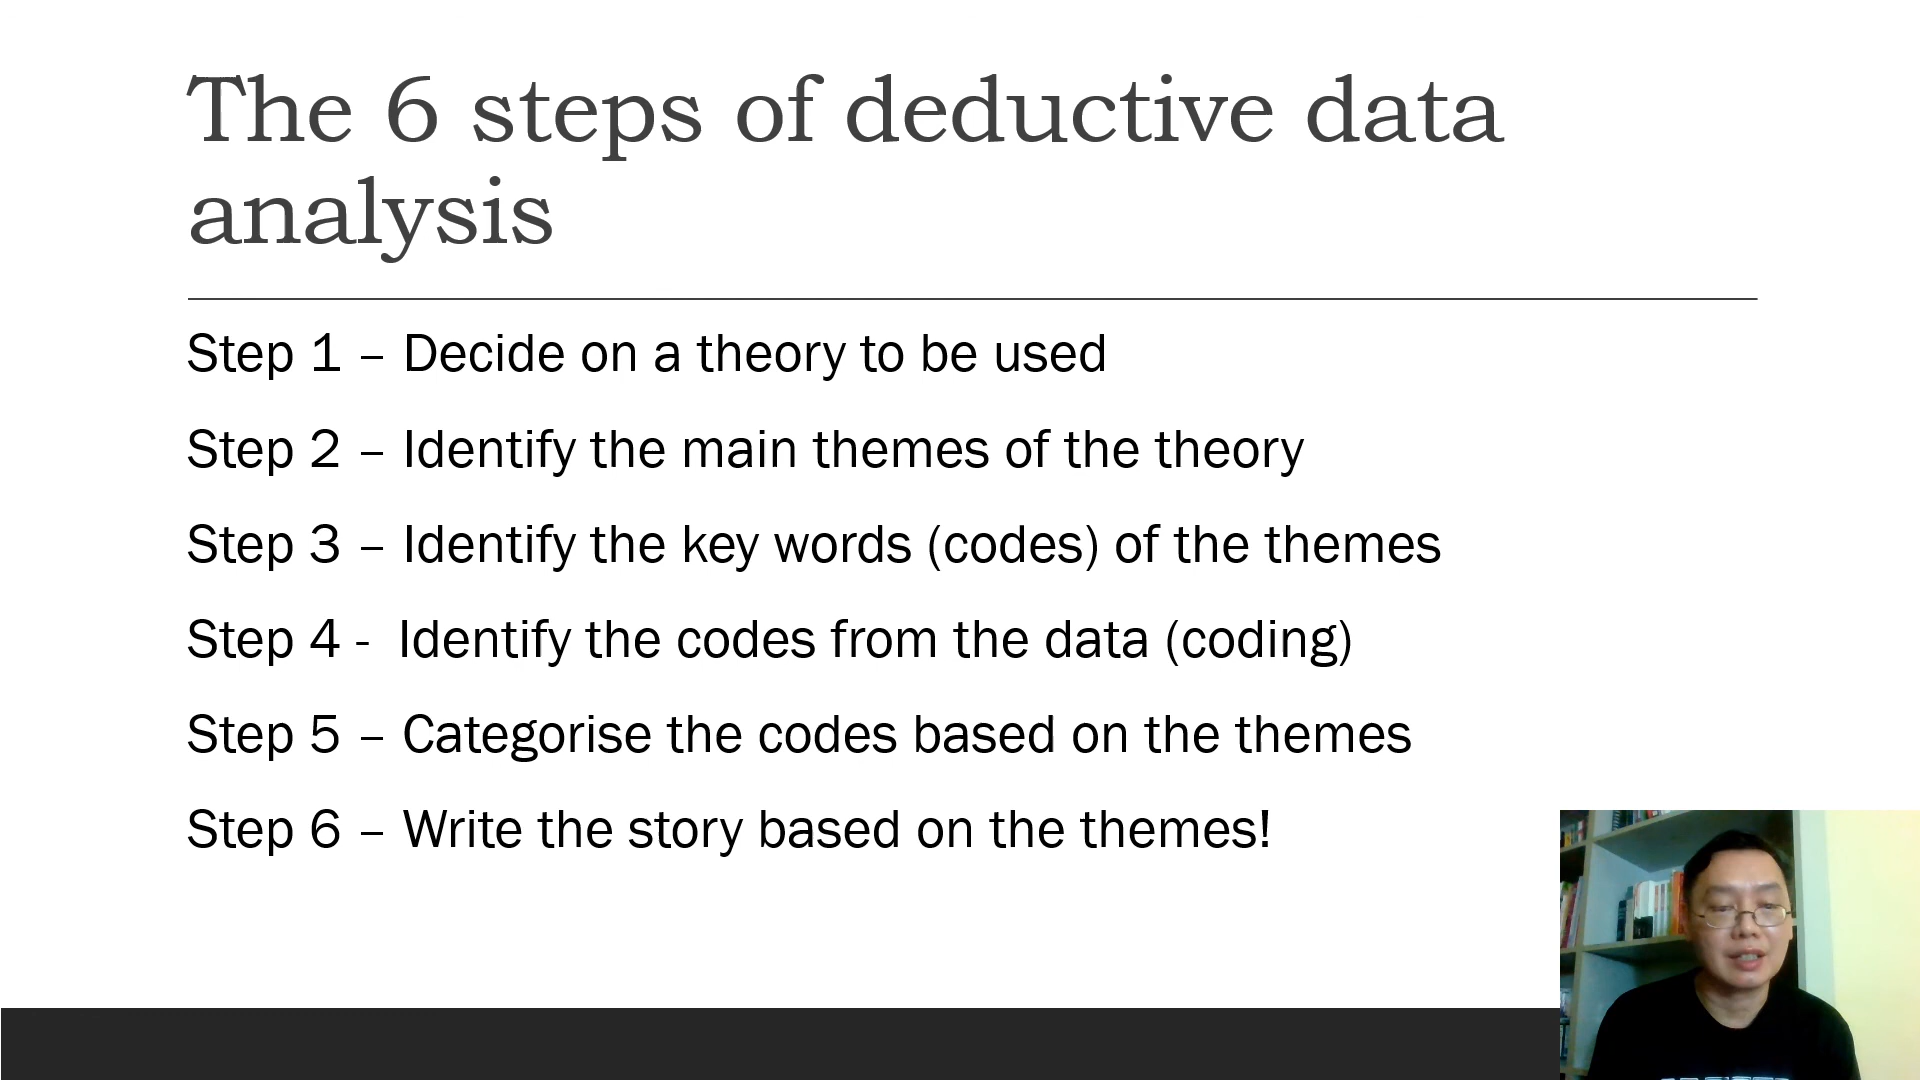 The 6 steps of deductive data
analysis
Step 1 – Decide on a theory to be used
Step 2 – Identify the main themes of the theory
Step 3 – Identify the key words (codes) of the themes
Step 4 -  Identify the codes from the data (coding)
Step 5 – Categorise the codes based on the themes
Step 6 – Write the story based on the themes!